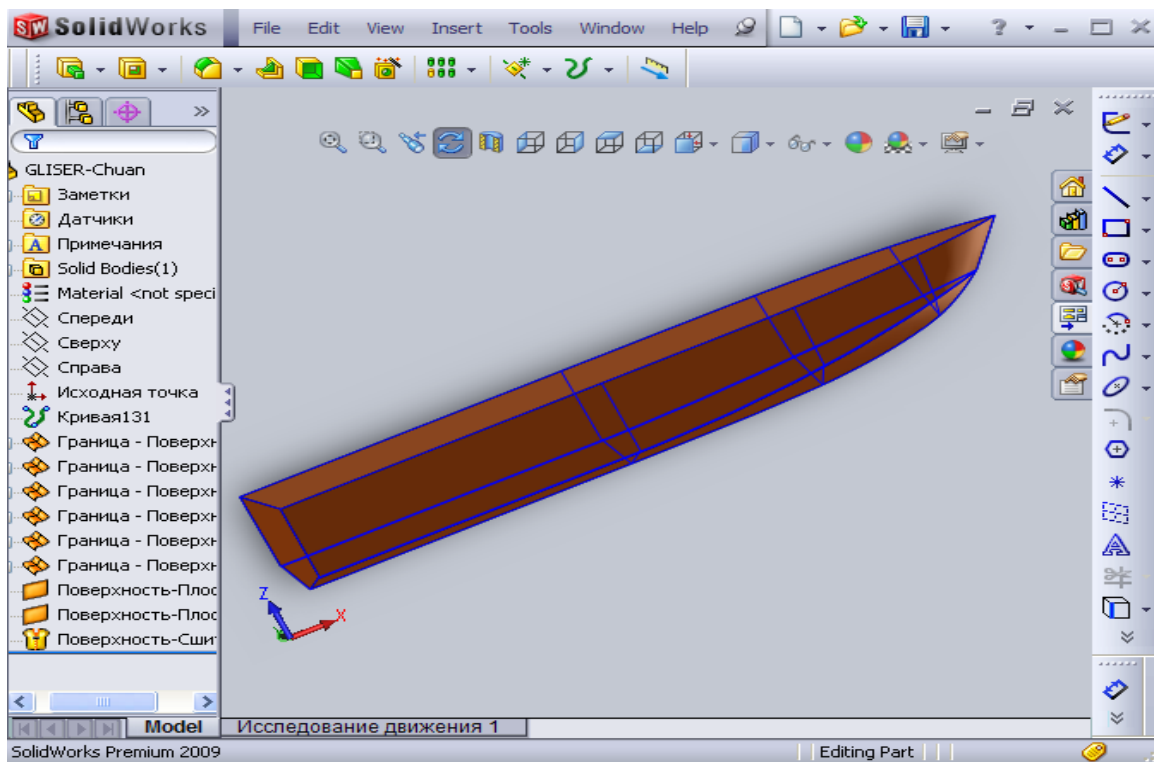 SolidWorks File Edit View Insert Tools Window Help
GLISER-Chuan
Заметки
Датчики
A Примечания
Solid Bodies(1)
Material <not speci
Спереди
Сверху
Справа
Исходная точка
Кривая131
Граница - Поверхн
Граница - Поверхн
Граница - Поверхн
Граница - Поверхн
Граница - Поверхн
Граница - Поверхн
Поверхность-Плос
Поверхность-Плос
Поверхность-Сши
Z
X
Model Исследование движения 1
SolidWorks Premium 2009 Editing Part